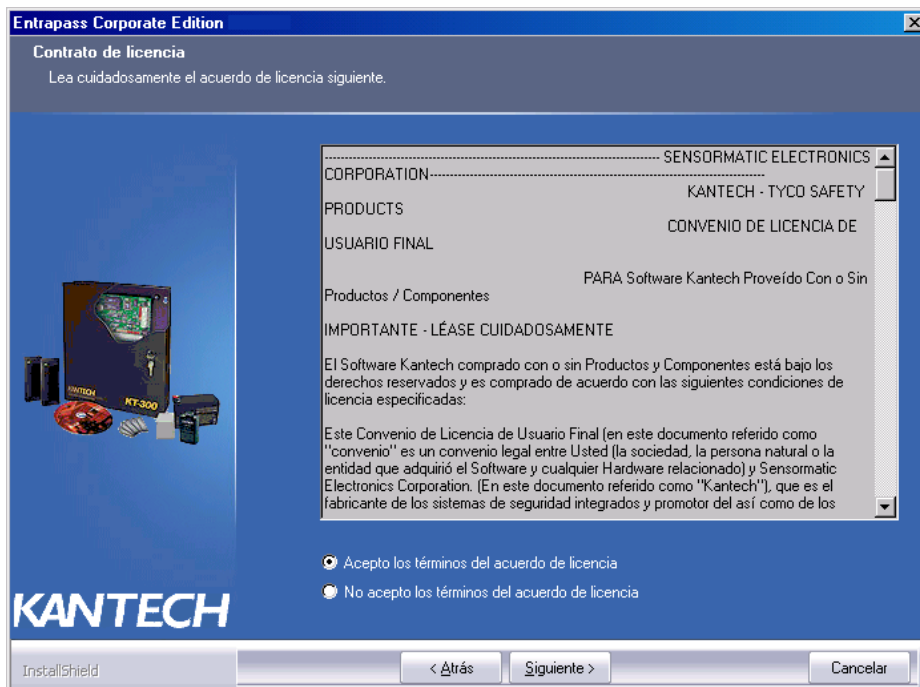 Entrapass Corporate Edition
Contrato de licencia
Lea cuidadosamente el acuerdo de licencia siguiente.
------------------------------------------------------------------------------------ SENSORMATIC ELECTRONICS
CORPORATION------------------------------------------------------------------------------------
KANTECH - TYCO SAFETY
PRODUCTS
CONVENIO DE LICENCIA DE
USUARIO FINAL
PARA Software Kantech Proveído Con o Sin
Productos / Componentes
IMPORTANTE - LÉASE CUIDADOSAMENTE
El Software Kantech comprado con o sin Productos y Componentes está bajo los
derechos reservados y es comprado de acuerdo con las siguientes condiciones de
licencia especificadas:
Este Convenio de Licencia de Usuario Final (en este documento referido como
"convenio" es un convenio legal entre Usted (la sociedad, la persona natural o la
entidad que adquirió el Software y cualquier Hardware relacionado) y Sensormatic
Electronics Corporation. (En este documento referido como "Kantech"), que es el
fabricante de los sistemas de seguridad integrados y promotor del así como de los
KANTECH
KT-300
Acepto los términos del acuerdo de licencia
No acepto los términos del acuerdo de licencia
KANTECH
InstallShield
< Atrás
Siguiente >
Cancelar